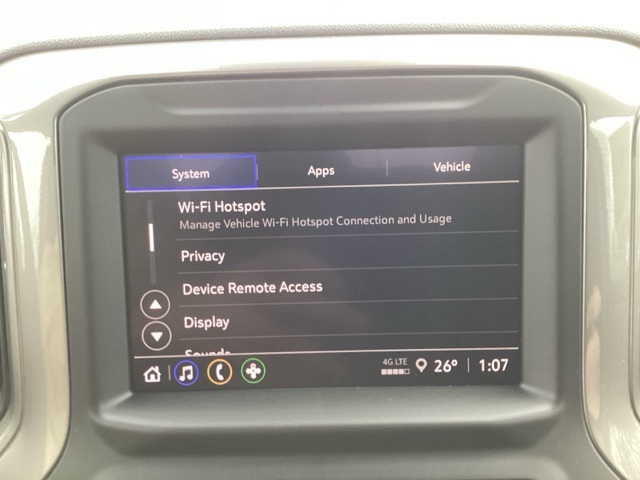 System Apps Vehicle
Wi-Fi Hotspot
Manage Vehicle Wi-Fi Hotspot Connection and Usage
Privacy
Device Remote Access
Display
Sounds
4G LTE
26° 1:07